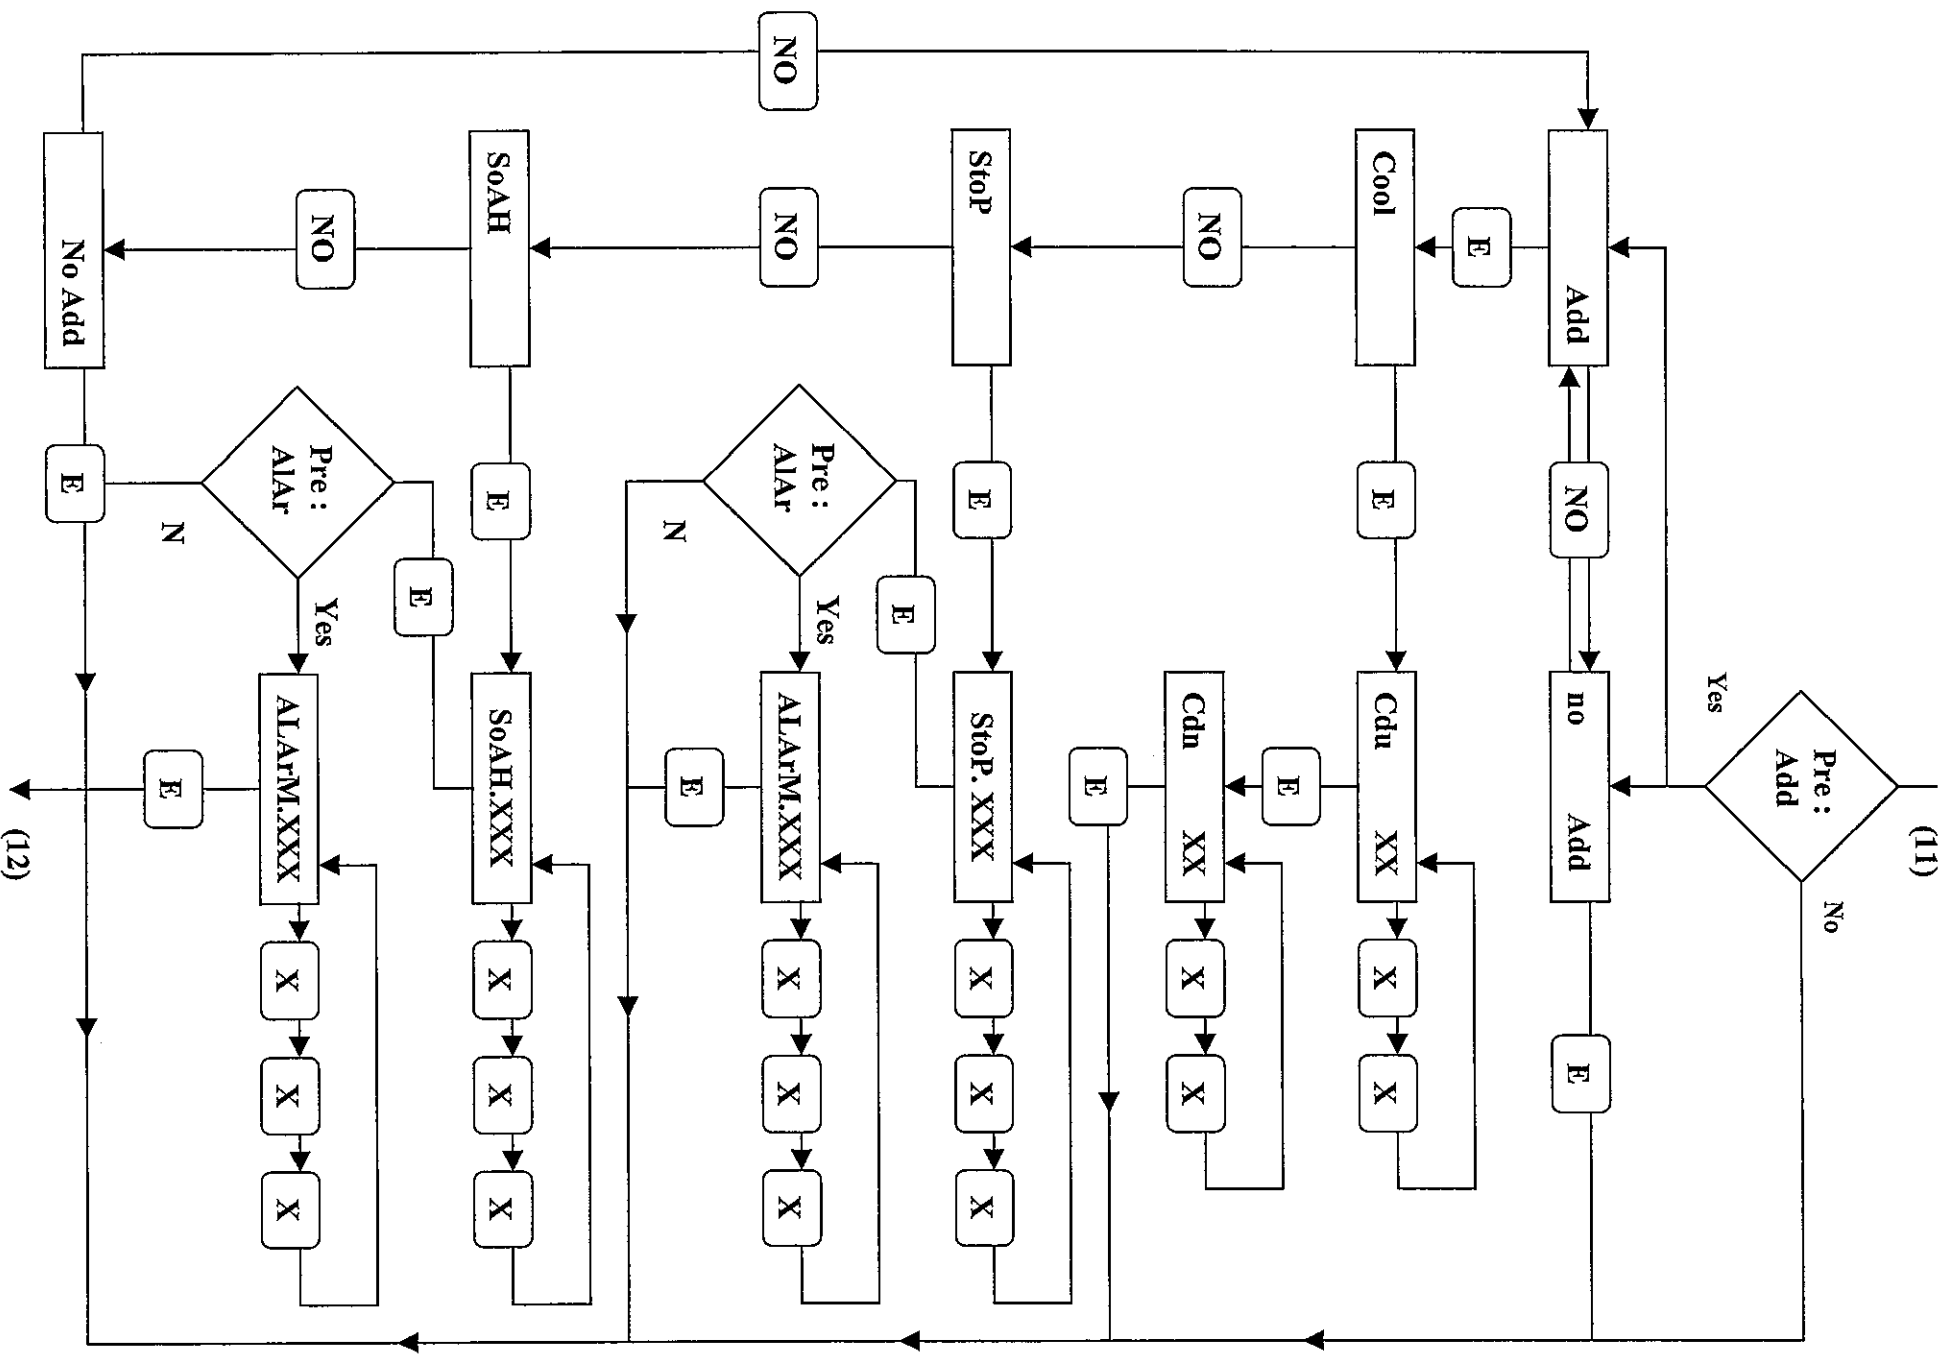 (11)
Pre :
Add
No
Yes
Add
NO
no Add
E
E
Cool
E
Cdu XX
X
X
E
NO
Cdn XX
X
X
E
StoP
E
StoP. XXX
X
X
X
E
NO
NO
Pre :
AlAr
Yes
ALArM.XXX
X
X
X
N
E
SoAH
E
SoAH.XXX
X
X
X
E
NO
Pre :
AlAr
Yes
ALArM.XXX
X
X
X
N
E
No Add
E
(12)